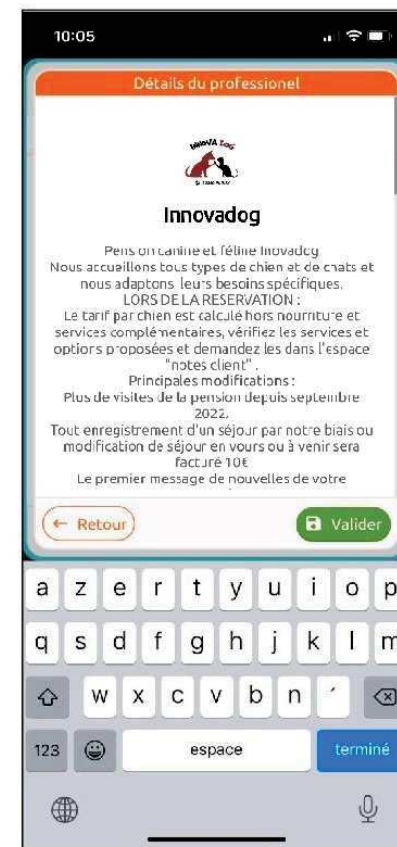 10:05
Détails du professionel
InnovA Dog
Innovadog
Pension canine et féline Inovadog
Nous accueillons tous types de chien et de chats et
nous adaptons leurs besoins spécifiques.
LORS DE LA RESERVATION :
Le tarif par chien est calculé hors nourriture et
services complémentaires, vérifiez les services et
options proposées et demandez les dans l'espace
"notes client" .
Principales modifications :
Plus de visites de la pension depuis septembre
2022.
Tout enregistrement d'un séjour par notre biais ou
modification de séjour en vours ou à venir sera
facturé 10€
Le premier message de nouvelles de votre
← Retour
Valider
a z e r t y u i o p
q s d f g h j k l m
w x c v b n ´
123 espace terminé